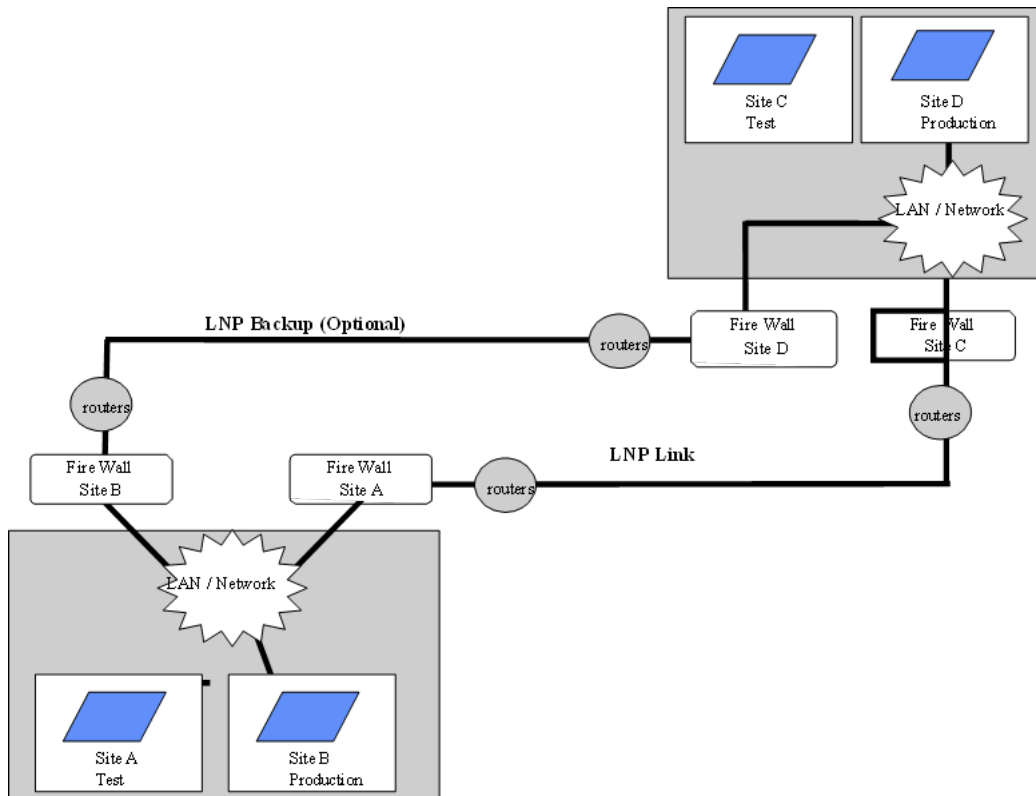 Site C
Test
Site D
Production
LAN / Network
LNP Backup (Optional)
routers
Fire Wall
Site D
Fire Wall
Site C
routers
routers
Fire Wall
Site B
Fire Wall
Site A
LNP Link
routers
LAN / Network
Site A
Test
Site B
Production